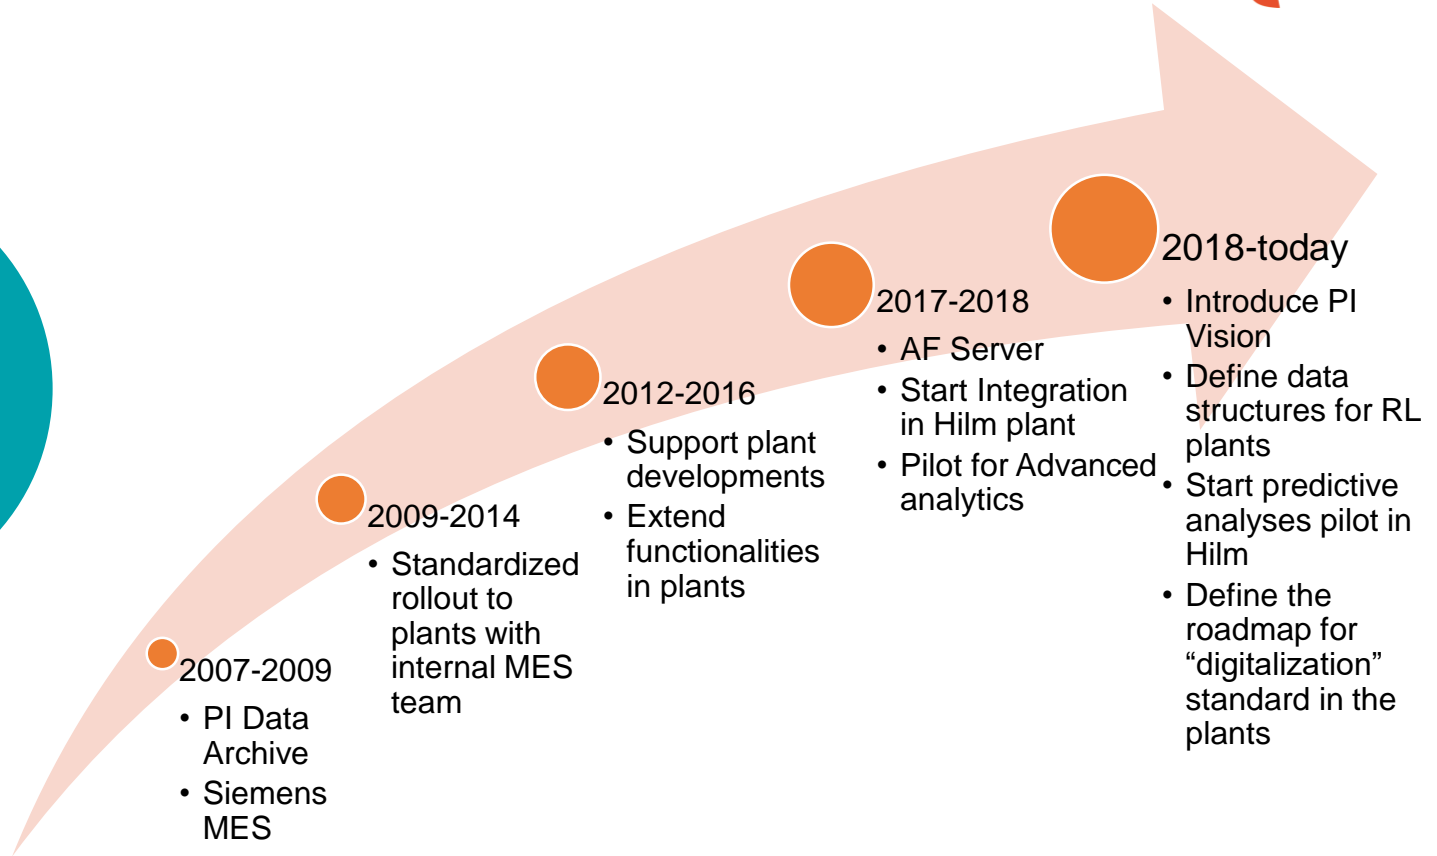 2007-2009
• PI Data
Archive
• Siemens
MES
2009-2014
• Standardized
rollout to
plants with
internal MES
team
2012-2016
• Support plant
developments
• Extend
functionalities
in plants
2017-2018
• AF Server
• Start Integration
in Hilm plant
• Pilot for Advanced
analytics
2018-today
• Introduce PI
Vision
• Define data
structures for RL
plants
• Start predictive
analyses pilot in
Hilm
• Define the
roadmap for
“digitalization”
standard in the
plants